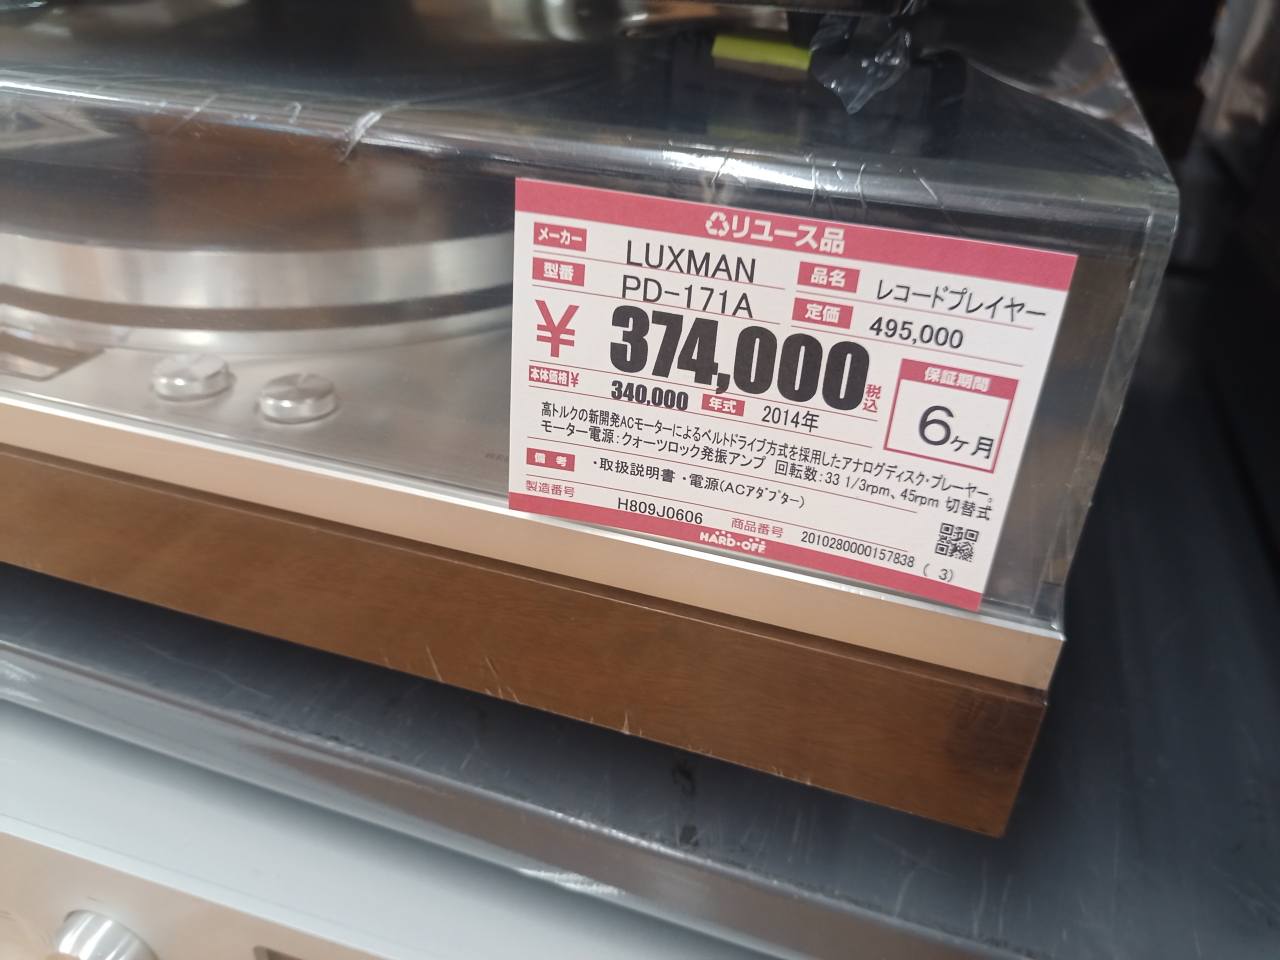 リユース品
メーカー LUXMAN 品名 レコードプレイヤー
型番 PD-171A 定価 495,000
¥ 374,000 税込
本体価格¥ 340,000 年式 2014年
保証期間
6ヶ月
高トルクの新開発ACモーターによるベルトドライブ方式を採用したアナログディスク・プレーヤー。
モーター電源:クォーツロック発振アンプ 回転数:33 1/3rpm、45rpm 切替式
備考 ・取扱説明書 ・電源(ACアダプター)
製造番号 H809J0606 商品番号 2010280000157838 ( 3)
HARD・OFF